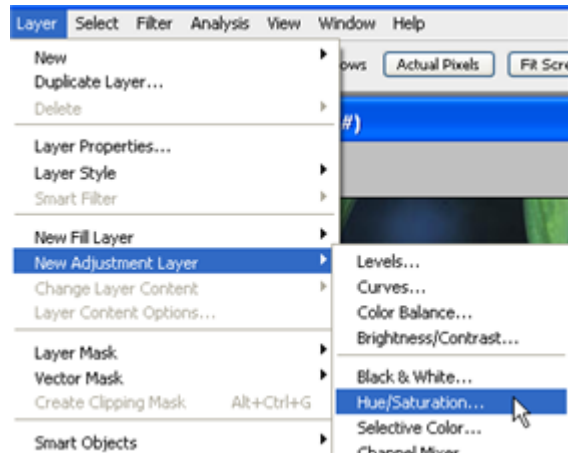 Layer Select Filter Analysis View Window Help
ows Actual Pixels Fit Scre
#)
New
Duplicate Layer...
Delete
Layer Properties...
Layer Style
Smart Filter
New Fill Layer
New Adjustment Layer
Change Layer Content
Layer Content Options...
Layer Mask
Vector Mask
Create Clipping Mask Alt+Ctrl+G
Smart Objects
Levels...
Curves...
Color Balance...
Brightness/Contrast...
Black & White...
Hue/Saturation...
Selective Color...
Channel Mixer